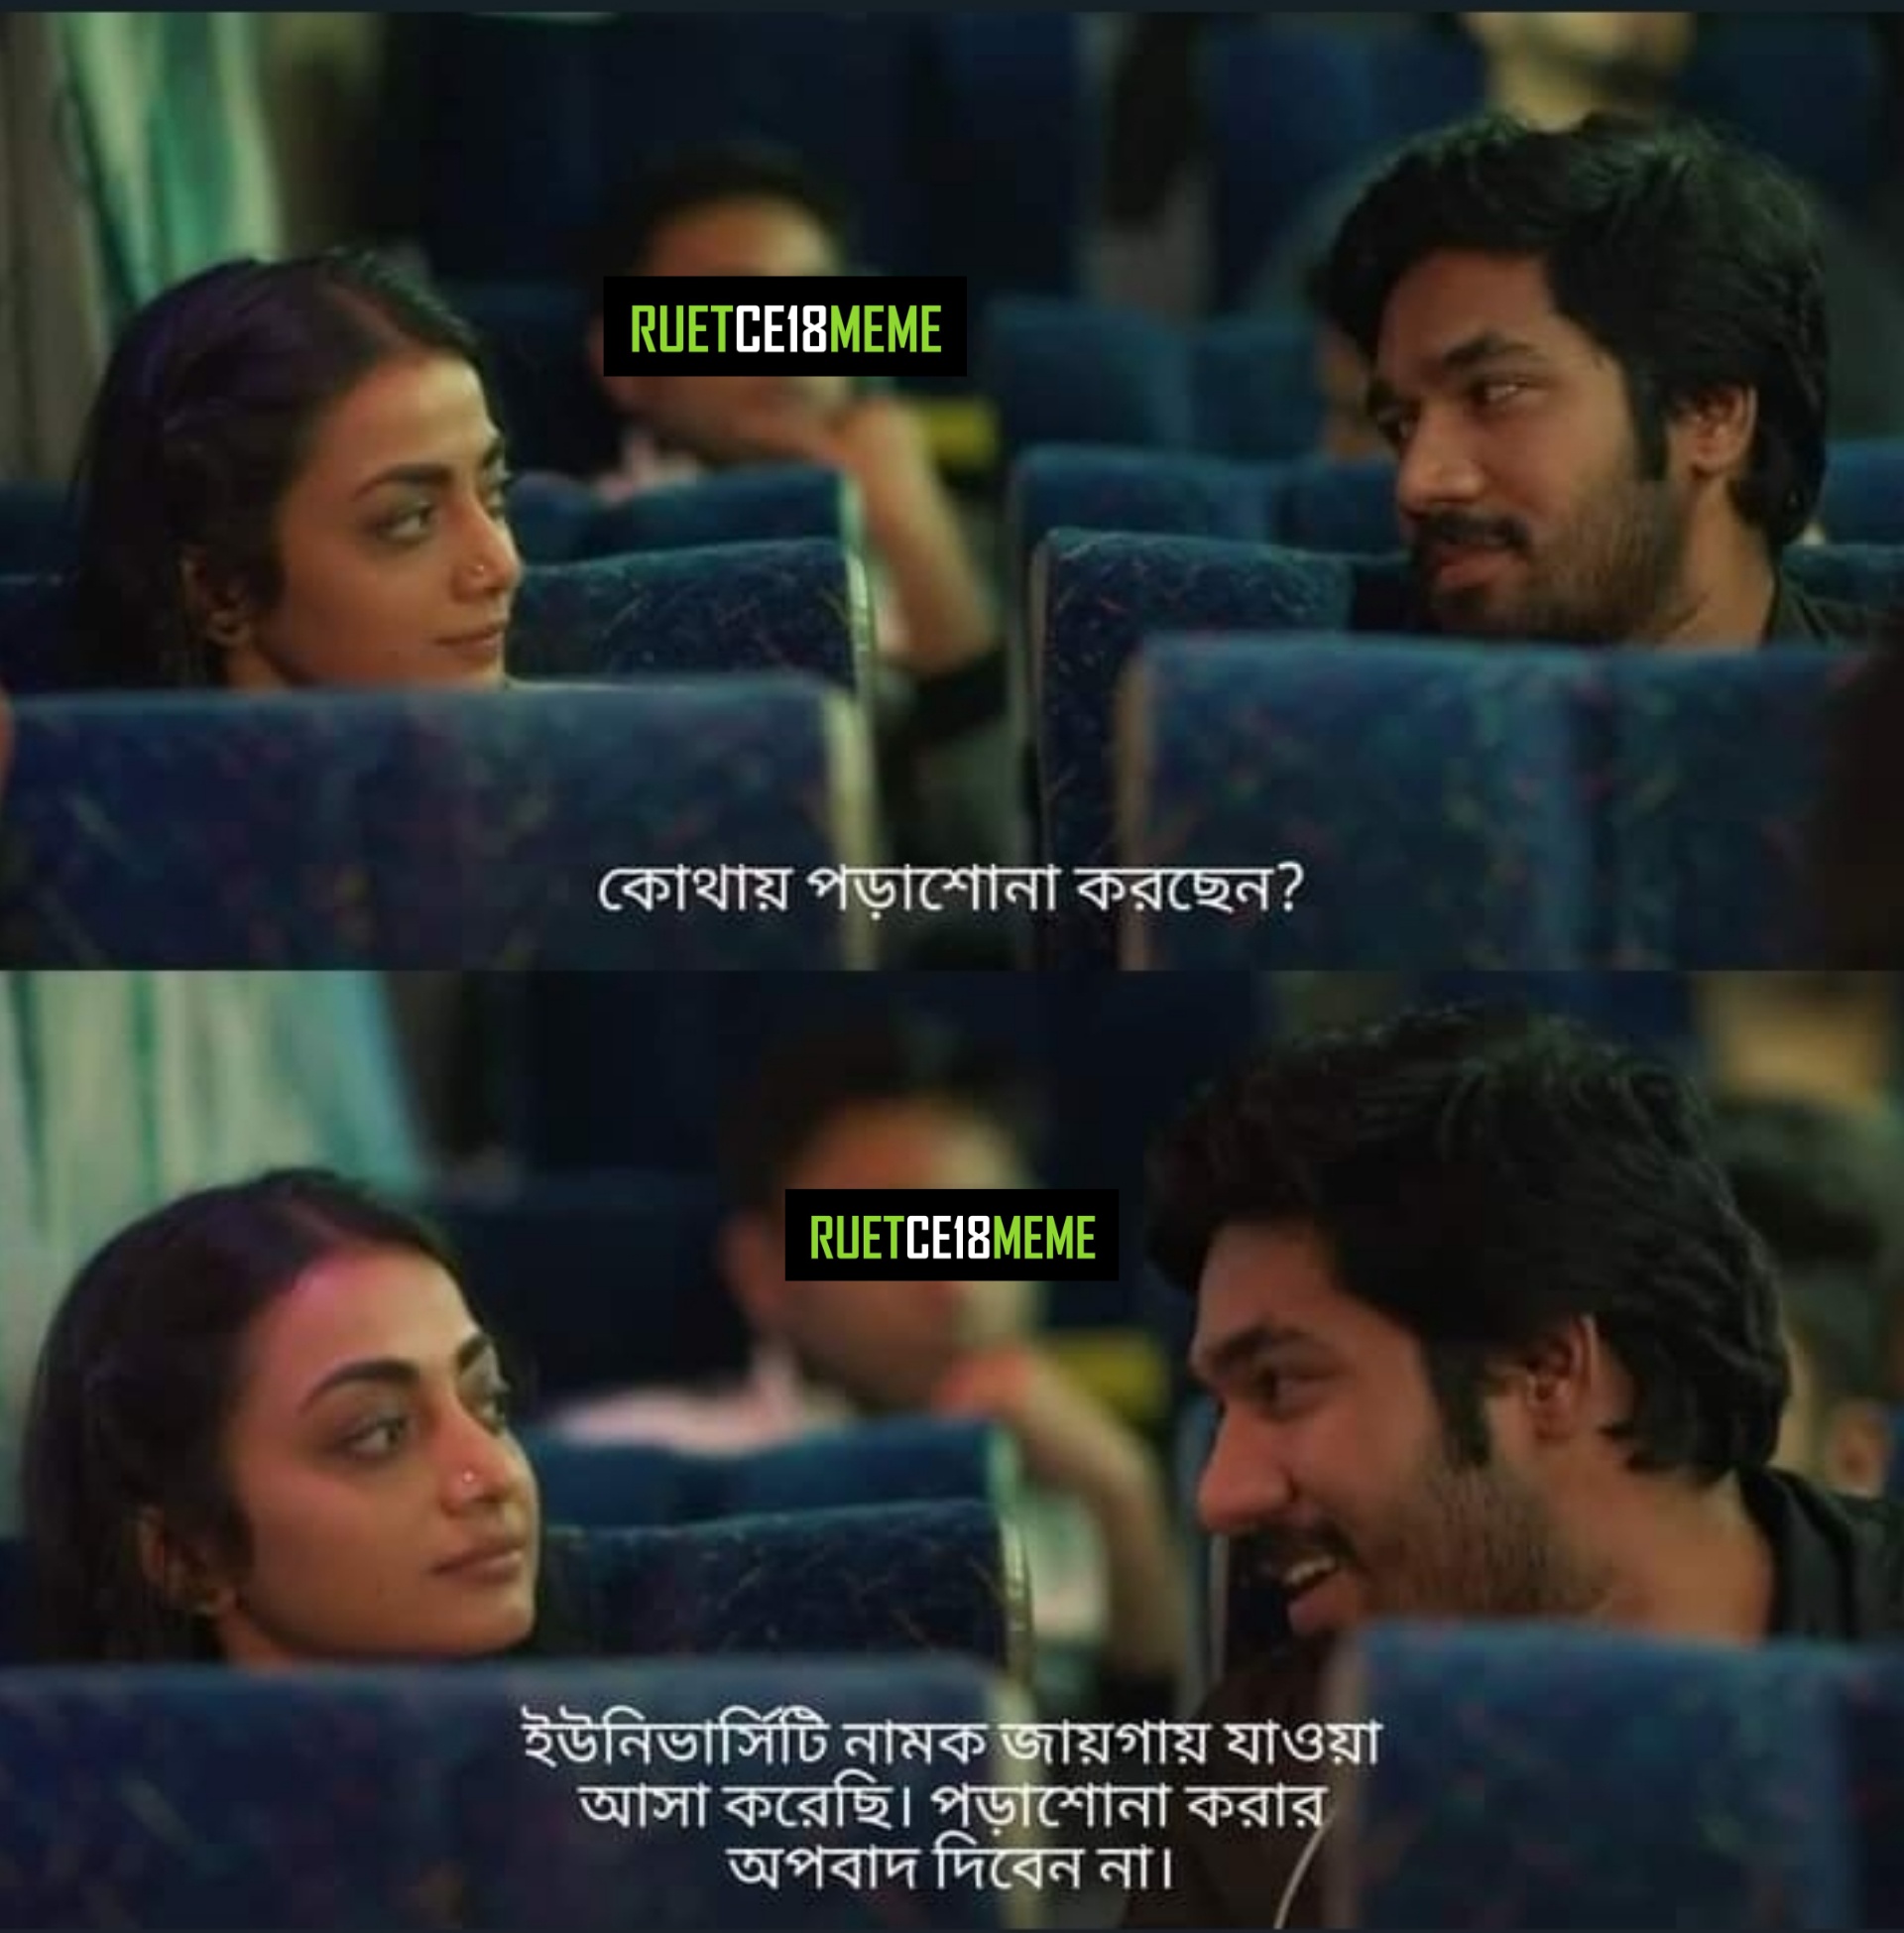 RUETCE18MEME
কোথায় পড়াশোনা করছেন?
RUETCE18MEME
ইউনিভার্সিটি নামক জায়গায় যাওয়া
আসা করেছি। পড়াশোনা করার
অপবাদ দিবেন না।